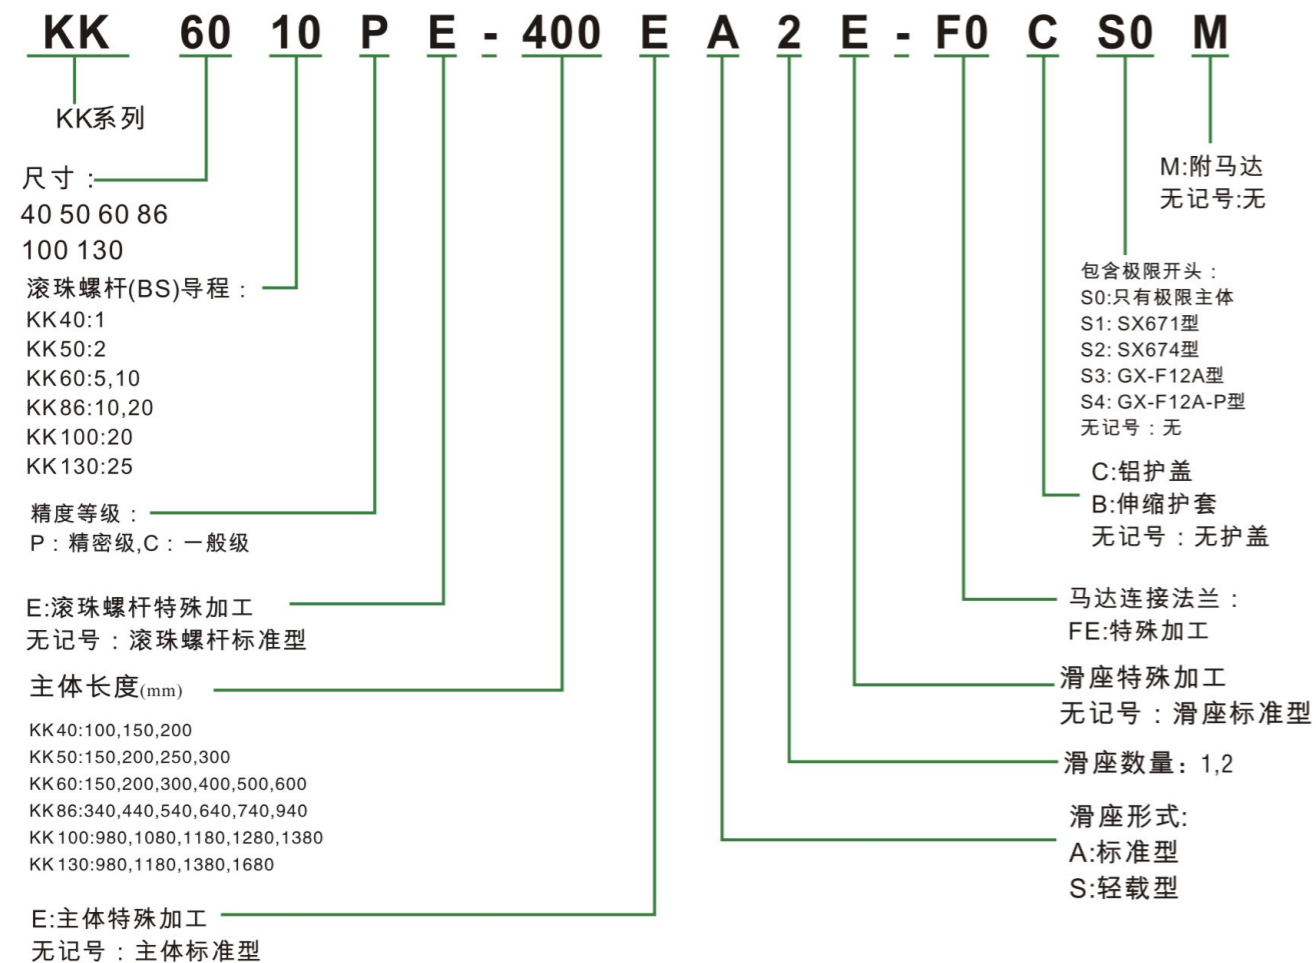 KK 60 10 P E - 400 E A 2 E - F0 C S0 M
KK系列
尺寸：
40 50 60 86
100 130
滚珠螺杆(BS)导程：
KK40:1
KK50:2
KK60:5,10
KK86:10,20
KK100:20
KK130:25
精度等级：
P：精密级,C：一般级
E:滚珠螺杆特殊加工
无记号：滚珠螺杆标准型
主体长度(mm)
KK40:100,150,200
KK50:150,200,250,300
KK60:150,200,300,400,500,600
KK86:340,440,540,640,740,940
KK100:980,1080,1180,1280,1380
KK130:980,1180,1380,1680
E:主体特殊加工
无记号：主体标准型
M:附马达
无记号:无
包含极限开头：
S0:只有极限主体
S1: SX671型
S2: SX674型
S3: GX-F12A型
S4: GX-F12A-P型
无记号：无
C:铝护盖
B:伸缩护套
无记号：无护盖
马达连接法兰：
FE:特殊加工
滑座特殊加工
无记号：滑座标准型
滑座数量：1,2
滑座形式:
A:标准型
S:轻载型